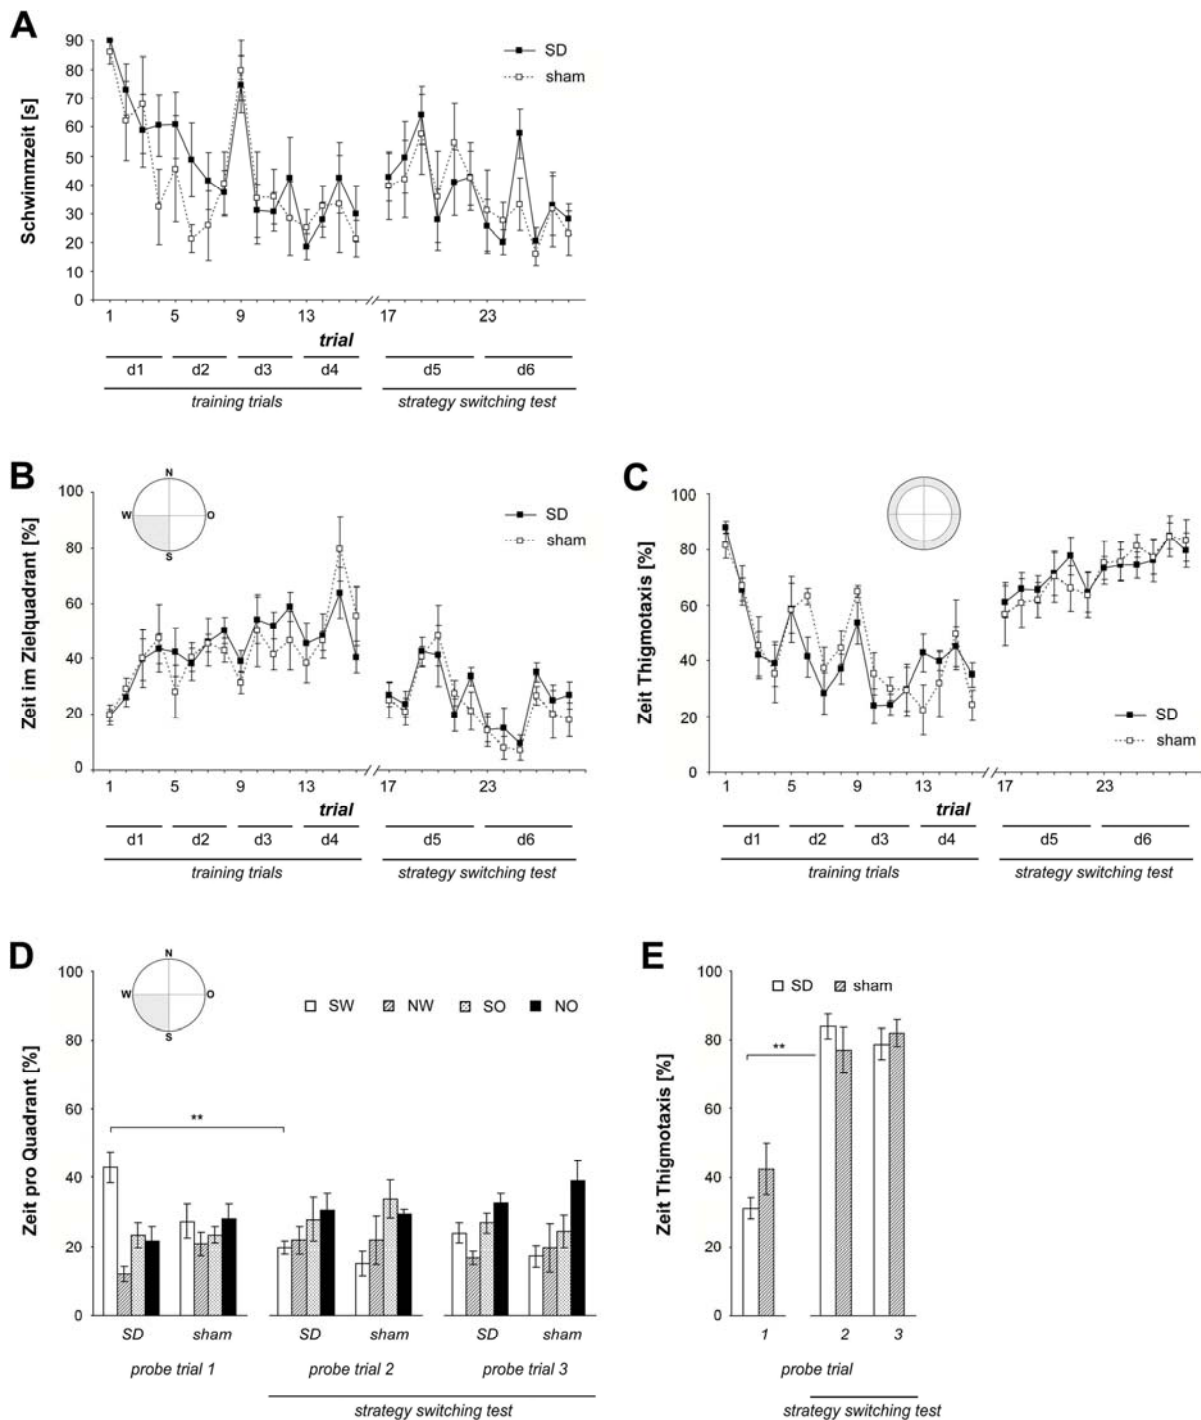 A
Schwimmzeit [s]
90
80
70
60
50
40
30
20
10
0
SD
sham
1 5 9 13 17 23
trial
d1 d2 d3 d4 d5 d6
training trials strategy switching test
B
Zeit im Zielquadrant [%]
N
W O
S
100
80
60
40
20
0
SD
sham
1 5 9 13 17 23
trial
d1 d2 d3 d4 d5 d6
training trials strategy switching test
C
Zeit Thigmotaxis [%]
100
80
60
40
20
0
SD
sham
1 5 9 13 17 23
trial
d1 d2 d3 d4 d5 d6
training trials strategy switching test
D
Zeit pro Quadrant [%]
N
W O
S
100
80
60
40
20
0
SW NW SO NO
**
SD sham SD sham SD sham
probe trial 1 probe trial 2 probe trial 3
strategy switching test
E
Zeit Thigmotaxis [%]
100
80
60
40
20
0
SD sham
**
1 2 3
probe trial
strategy switching test